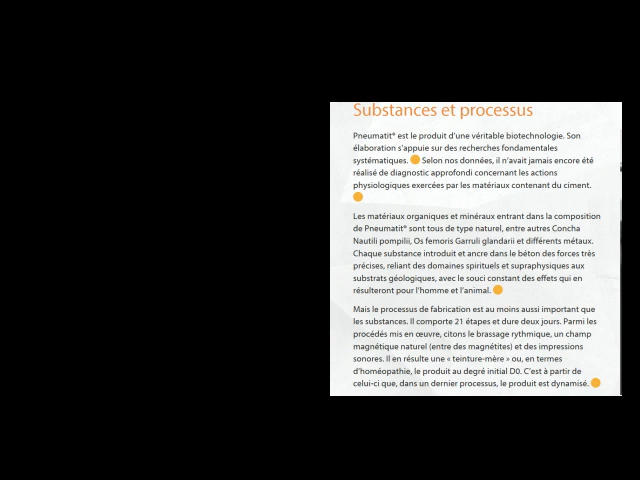 Substances et processus
Pneumatit® est le produit d'une véritable biotechnologie. Son
élaboration s'appuie sur des recherches fondamentales
systématiques. Selon nos données, il n'avait jamais encore été
réalisé de diagnostic approfondi concernant les actions
physiologiques exercées par les matériaux contenant du ciment.
Les matériaux organiques et minéraux entrant dans la composition
de Pneumatit® sont tous de type naturel, entre autres Concha
Nautili pompilii, Os femoris Garruli glandarii et différents métaux.
Chaque substance introduit et ancre dans le béton des forces très
précises, reliant des domaines spirituels et supraphysiques aux
substrats géologiques, avec le souci constant des effets qui en
résulteront pour l'homme et l'animal.
Mais le processus de fabrication est au moins aussi important que
les substances. Il comporte 21 étapes et dure deux jours. Parmi les
procédés mis en œuvre, citons le brassage rythmique, un champ
magnétique naturel (entre des magnétites) et des impressions
sonores. Il en résulte une « teinture-mère » ou, en termes
d'homéopathie, le produit au degré initial D0. C'est à partir de
celui-ci que, dans un dernier processus, le produit est dynamisé.